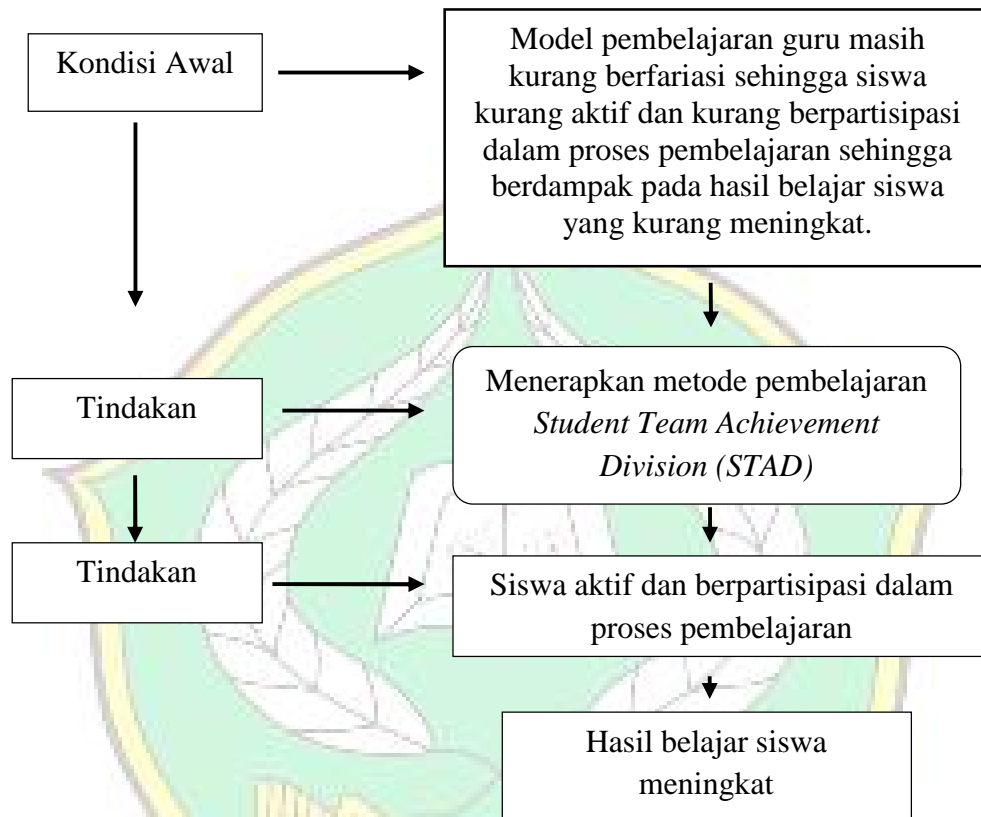 Kondisi Awal
Model pembelajaran guru masih
kurang berfariasi sehingga siswa
kurang aktif dan kurang berpartisipasi
dalam proses pembelajaran sehingga
berdampak pada hasil belajar siswa
yang kurang meningkat.
Tindakan
Menerapkan metode pembelajaran
Student Team Achievement
Division (STAD)
Tindakan
Siswa aktif dan berpartisipasi dalam
proses pembelajaran
Hasil belajar siswa
meningkat